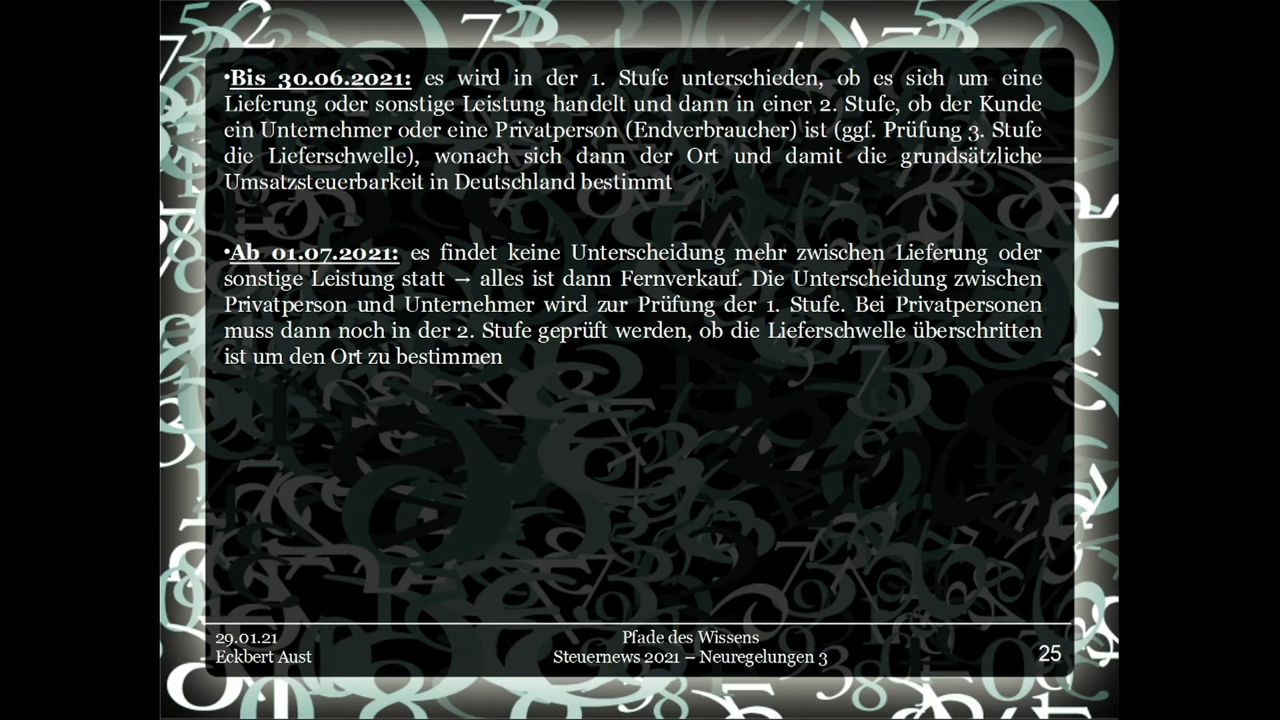 •Bis 30.06.2021: es wird in der 1. Stufe unterschieden, ob es sich um eine
Lieferung oder sonstige Leistung handelt und dann in einer 2. Stufe, ob der Kunde
ein Unternehmer oder eine Privatperson (Endverbraucher) ist (ggf. Prüfung 3. Stufe
die Lieferschwelle), wonach sich dann der Ort und damit die grundsätzliche
Umsatzsteuerbarkeit in Deutschland bestimmt
•Ab 01.07.2021: es findet keine Unterscheidung mehr zwischen Lieferung oder
sonstige Leistung statt → alles ist dann Fernverkauf. Die Unterscheidung zwischen
Privatperson und Unternehmer wird zur Prüfung der 1. Stufe. Bei Privatpersonen
muss dann noch in der 2. Stufe geprüft werden, ob die Lieferschwelle überschritten
ist um den Ort zu bestimmen
29.01.21
Eckbert Aust
Pfade des Wissens
Steuernews 2021 – Neuregelungen 3
25